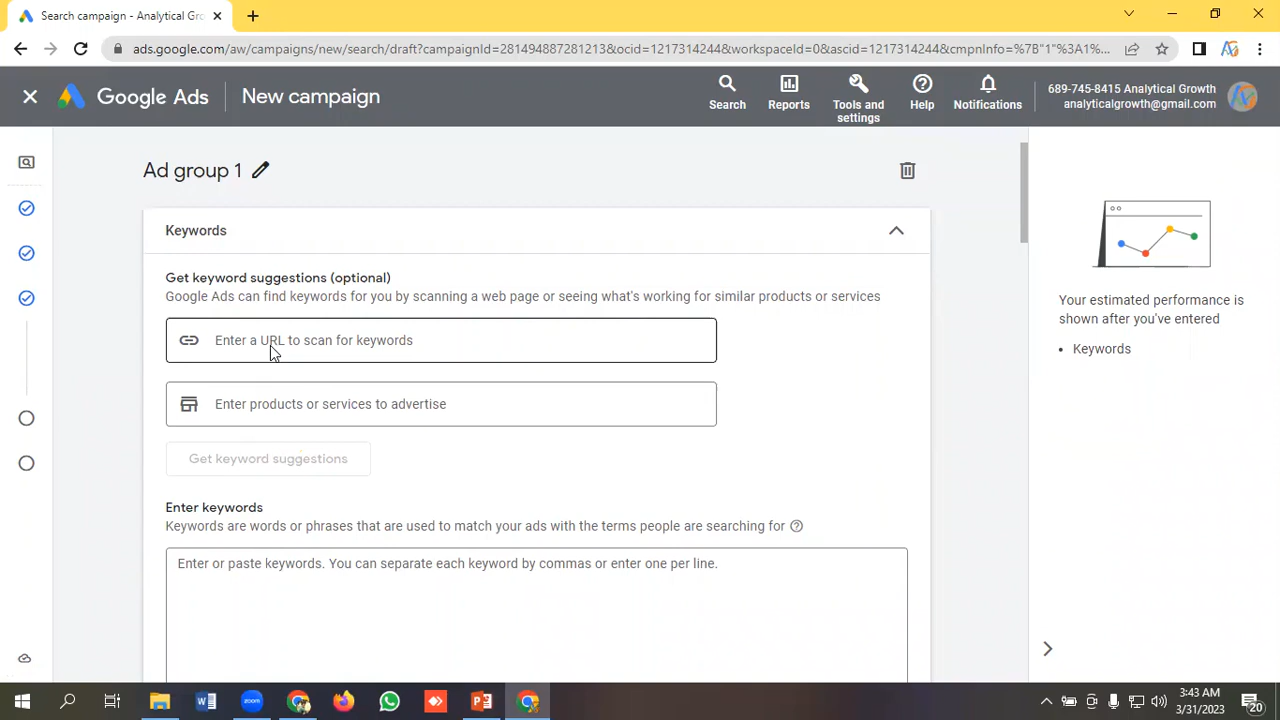 Search campaign - Analytical Gro
ads.google.com/aw/campaigns/new/search/draft?campaignId=281494887281213&ocid=12173142448&workspaceId=0&ascid=1217314244&cmpnInfo=%7B"1"%3A1%...
Google Ads
New campaign
Search
Reports
Tools and
settings
Help
Notifications
689-745-8415 Analytical Growth
analyticalgrowth@gmail.com
Ad group 1
Keywords
Get keyword suggestions (optional)
Google Ads can find keywords for you by scanning a web page or seeing what's working for similar products or services
Enter a URL to scan for keywords
Enter products or services to advertise
Get keyword suggestions
Enter keywords
Keywords are words or phrases that are used to match your ads with the terms people are searching for
Enter or paste keywords. You can separate each keyword by commas or enter one per line.
Your estimated performance is
shown after you've entered
• Keywords
zoom
3:43 AM
3/31/2023
20